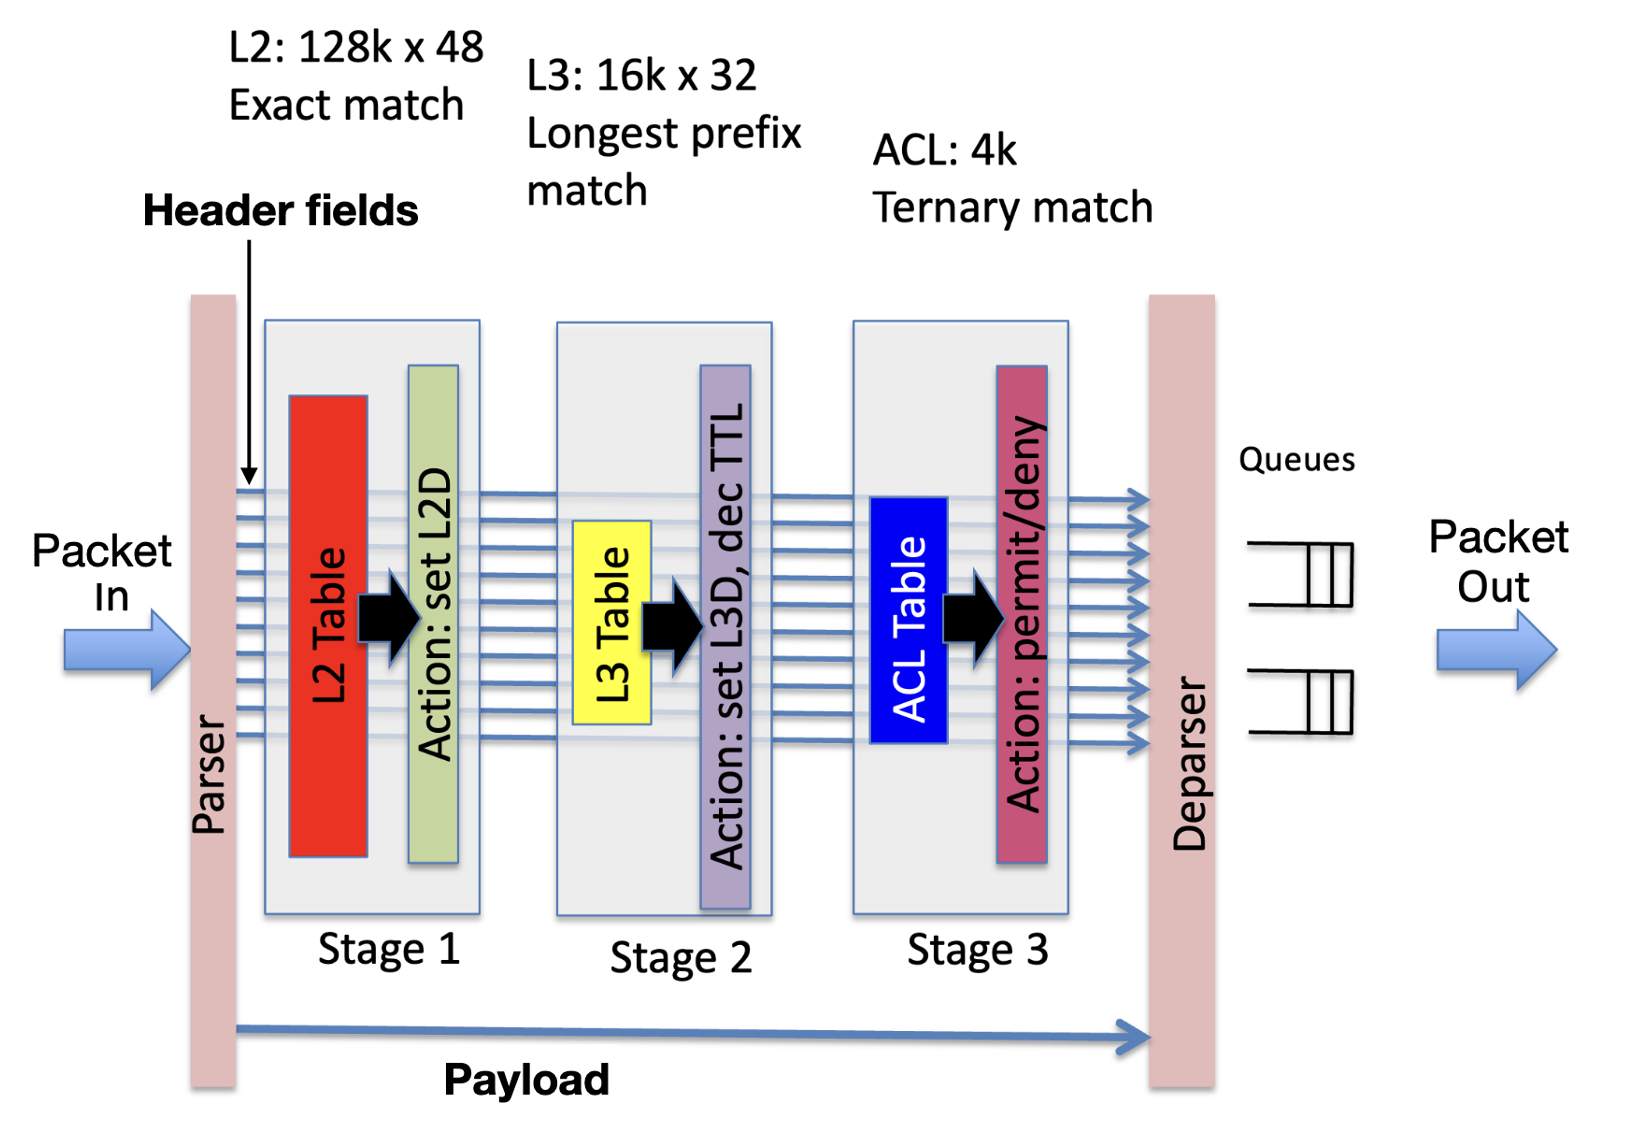 L2: 128k x 48
Exact match
L3: 16k x 32
Longest prefix
match
ACL: 4k
Ternary match
Header fields
Packet
In
Parser
L2 Table
Action: set L2D
Stage 1
L3 Table
Action: set L3D, dec TTL
Stage 2
ACL Table
Action: permit/deny
Stage 3
Deparser
Queues
Packet
Out
Payload